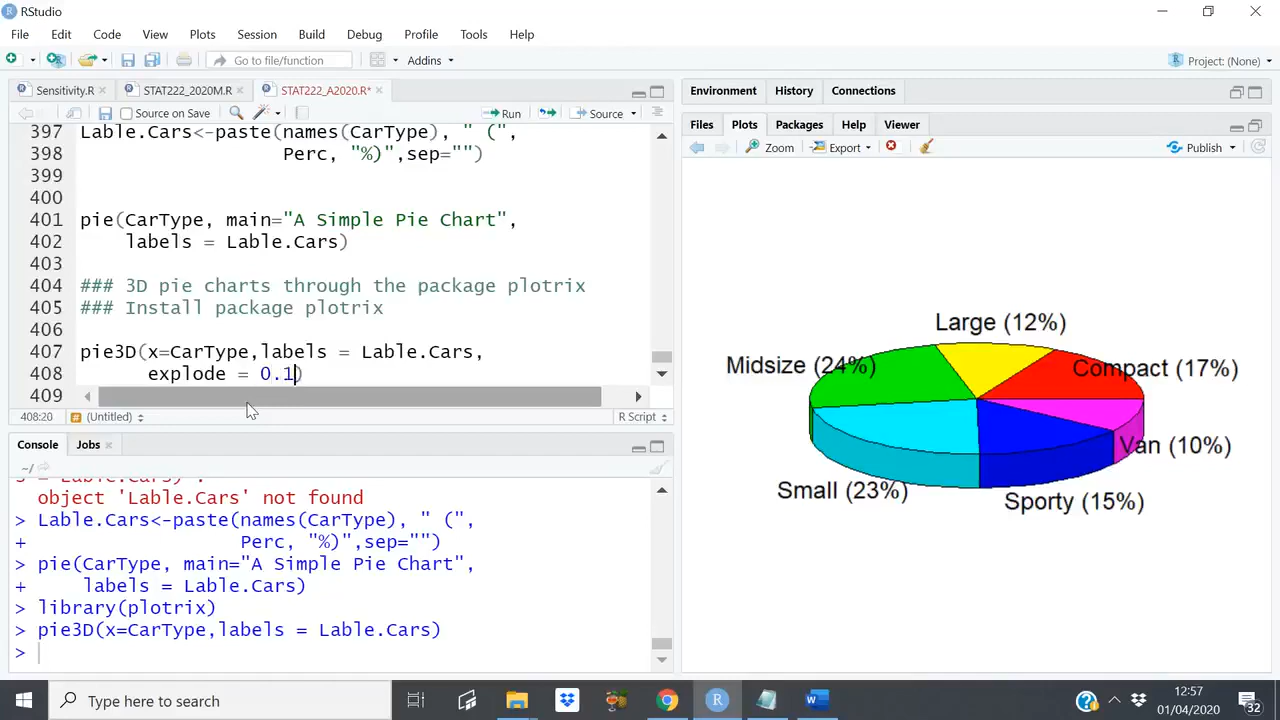 RStudio
File Edit Code View Plots Session Build Debug Profile Tools Help
Go to file/function Addins Project: (None)
Sensitivity.R STAT222_2020M.R STAT222_A2020.R*
Source on Save Run Source
397 Lable.Cars<-paste(names(CarType), " (",
398 Perc, "%)",sep="")
399
400
401 pie(CarType, main="A Simple Pie Chart",
402 labels = Lable.Cars)
403
404 ### 3D pie charts through the package plotrix
405 ### Install package plotrix
406
407 pie3D(x=CarType,labels = Lable.Cars,
408 explode = 0.1)
409
408:20 (Untitled) R Script
Console Jobs
~/
s = Lable.Cars) :
object 'Lable.Cars' not found
> Lable.Cars<-paste(names(CarType), " (",
+ Perc, "%)",sep="")
> pie(CarType, main="A Simple Pie Chart",
+ labels = Lable.Cars)
> library(plotrix)
> pie3D(x=CarType,labels = Lable.Cars)
>
Environment History Connections
Files Plots Packages Help Viewer
Zoom Export Publish
Large (12%)
Midsize (24%)
Compact (17%)
Van (10%)
Small (23%)
Sporty (15%)
Type here to search
12:57
01/04/2020
32